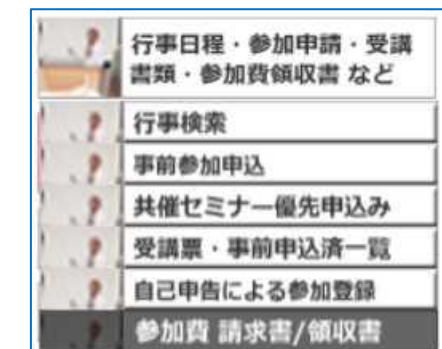 行事日程・参加申請・受講
書類・参加費領収書 など
行事検索
事前参加申込
共催セミナー優先申込み
受講票・事前申込済一覧
自己申告による参加登録
参加費 請求書/領収書